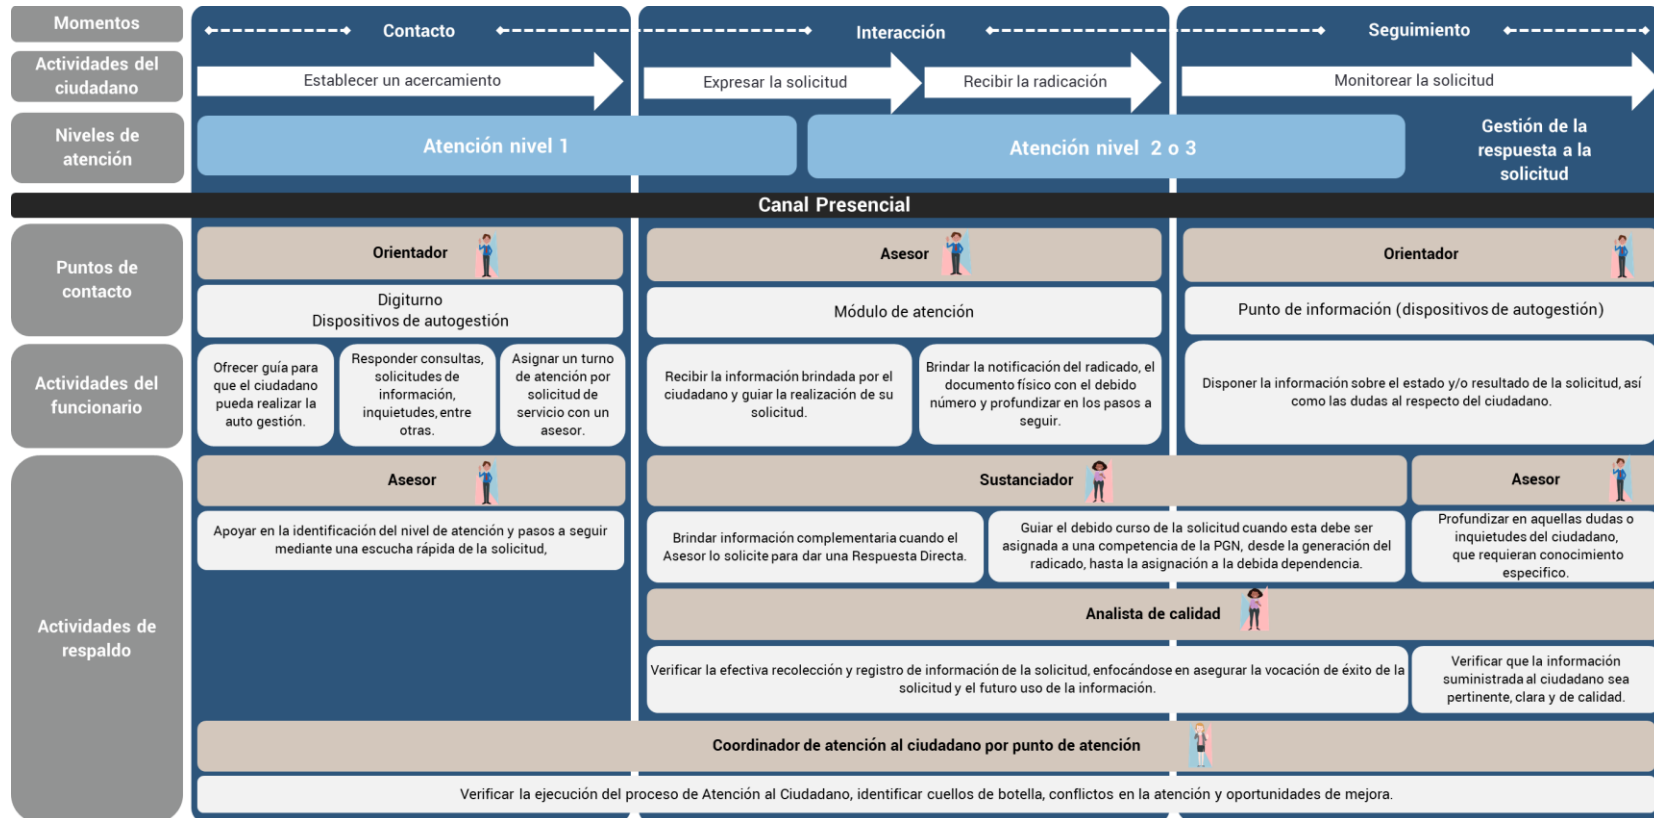 Momentos
Contacto
Interacción
Seguimiento
Actividades del
ciudadano
Establecer un acercamiento
Expresar la solicitud
Recibir la radicación
Monitorear la solicitud
Niveles de
atención
Atención nivel 1
Atención nivel 2 o 3
Gestión de la
respuesta a la
solicitud
Canal Presencial
Puntos de
contacto
Orientador
Asesor
Orientador
Digiturno
Dispositivos de autogestión
Módulo de atención
Punto de información (dispositivos de autogestión)
Actividades del
funcionario
Ofrecer guía para
que el ciudadano
pueda realizar la
auto gestión.
Responder consultas,
solicitudes de
información,
inquietudes, entre
otras.
Asignar un turno
de atención por
solicitud de
servicio con un
asesor.
Recibir la información brindada por el
ciudadano y guiar la realización de su
solicitud.
Brindar la notificación del radicado, el
documento físico con el debido
número y profundizar en los pasos a
seguir.
Disponer la información sobre el estado y/o resultado de la solicitud, así
como las dudas al respecto del ciudadano.
Actividades de
respaldo
Asesor
Sustanciador
Asesor
Apoyar en la identificación del nivel de atención y pasos a seguir
mediante una escucha rápida de la solicitud,
Brindar información complementaria cuando el
Asesor lo solicite para dar una Respuesta Directa.
Guiar el debido curso de la solicitud cuando esta debe ser
asignada a una competencia de la PGN, desde la generación del
radicado, hasta la asignación a la debida dependencia.
Profundizar en aquellas dudas o
inquietudes del ciudadano,
que requieran conocimiento
especifico.
Analista de calidad
Verificar la efectiva recolección y registro de información de la solicitud, enfocándose en asegurar la vocación de éxito de la
solicitud y el futuro uso de la información.
Verificar que la información
suministrada al ciudadano sea
pertinente, clara y de calidad.
Coordinador de atención al ciudadano por punto de atención
Verificar la ejecución del proceso de Atención al Ciudadano, identificar cuellos de botella, conflictos en la atención y oportunidades de mejora.